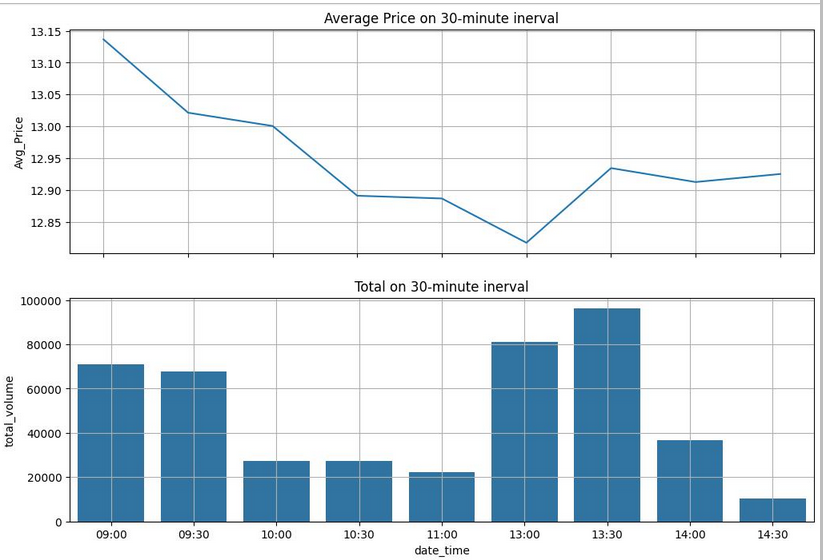 Average Price on 30-minute inerval
13.15
13.10
13.05
13.00
12.95
12.90
12.85
Avg_Price
Total on 30-minute inerval
100000
80000
60000
40000
20000
0
total_volume
09:00 09:30 10:00 10:30 11:00 13:00 13:30 14:00 14:30
date_time